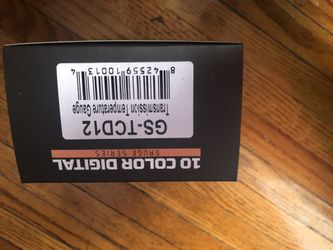 10 COLOR DIGITAL
GAUGE SERIES
GS-TCD12
Transmission Temperature Gauge
8 42559 10013 4